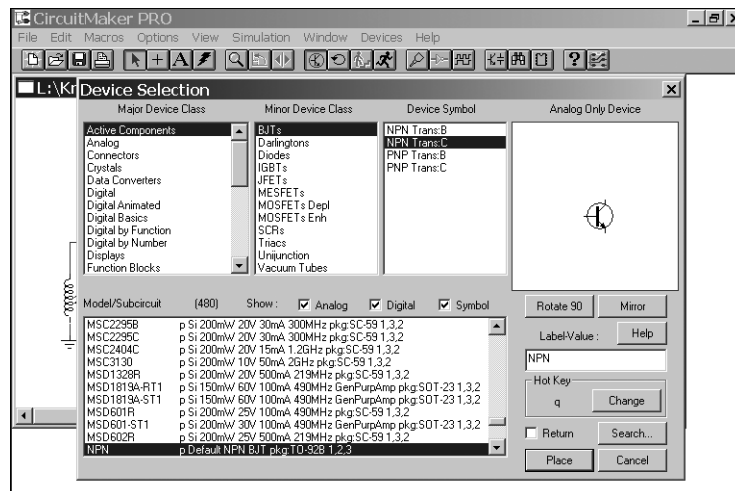 CircuitMaker PRO
File Edit Macros Options View Simulation Window Devices Help
L:\Kr
Device Selection
Major Device Class
Minor Device Class
Device Symbol
Analog Only Device
Active Components
Analog
Connectors
Crystals
Data Converters
Digital
Digital Animated
Digital Basics
Digital by Function
Digital by Number
Displays
Function Blocks
BJTs
Darlingtons
Diodes
IGBTs
JFETs
MESFETs
MOSFETs Depl
MOSFETs Enh
SCRs
Triacs
Unijunction
Vacuum Tubes
NPN Trans:B
NPN Trans:C
PNP Trans:B
PNP Trans:C
Model/Subcircuit (480) Show : Analog Digital Symbol
MSC2295B p Si 200mW 20V 30mA 300MHz pkg:SC-59 1,3,2
MSC2295C p Si 200mW 20V 30mA 300MHz pkg:SC-59 1,3,2
MSC2404C p Si 200mW 20V 15mA 1.2GHz pkg:SC-59 1,3,2
MSC3130 p Si 200mW 10V 50mA 2GHz pkg:SC-59 1,3,2
MSD1328R p Si 200mW 20V 500mA 219MHz pkg:SC-59 1,3,2
MSD1819A-RT1 p Si 150mW 60V 100mA 490MHz GenPurpAmp pkg:SOT-23 1,3,2
MSD1819A-ST1 p Si 150mW 60V 100mA 490MHz GenPurpAmp pkg:SOT-23 1,3,2
MSD601R p Si 200mW 25V 100mA 490MHz pkg:SC-59 1,3,2
MSD601-ST1 p Si 200mW 30V 100mA 490MHz GenPurpAmp pkg:SOT-23 1,3,2
MSD602R p Si 200mW 25V 500mA 219MHz pkg:SC-59 1,3,2
NPN p Default NPN BJT pkg:TO-92B 1,2,3
Rotate 90
Mirror
Label-Value :
Help
NPN
Hot Key
q
Change
Return
Search...
Place
Cancel